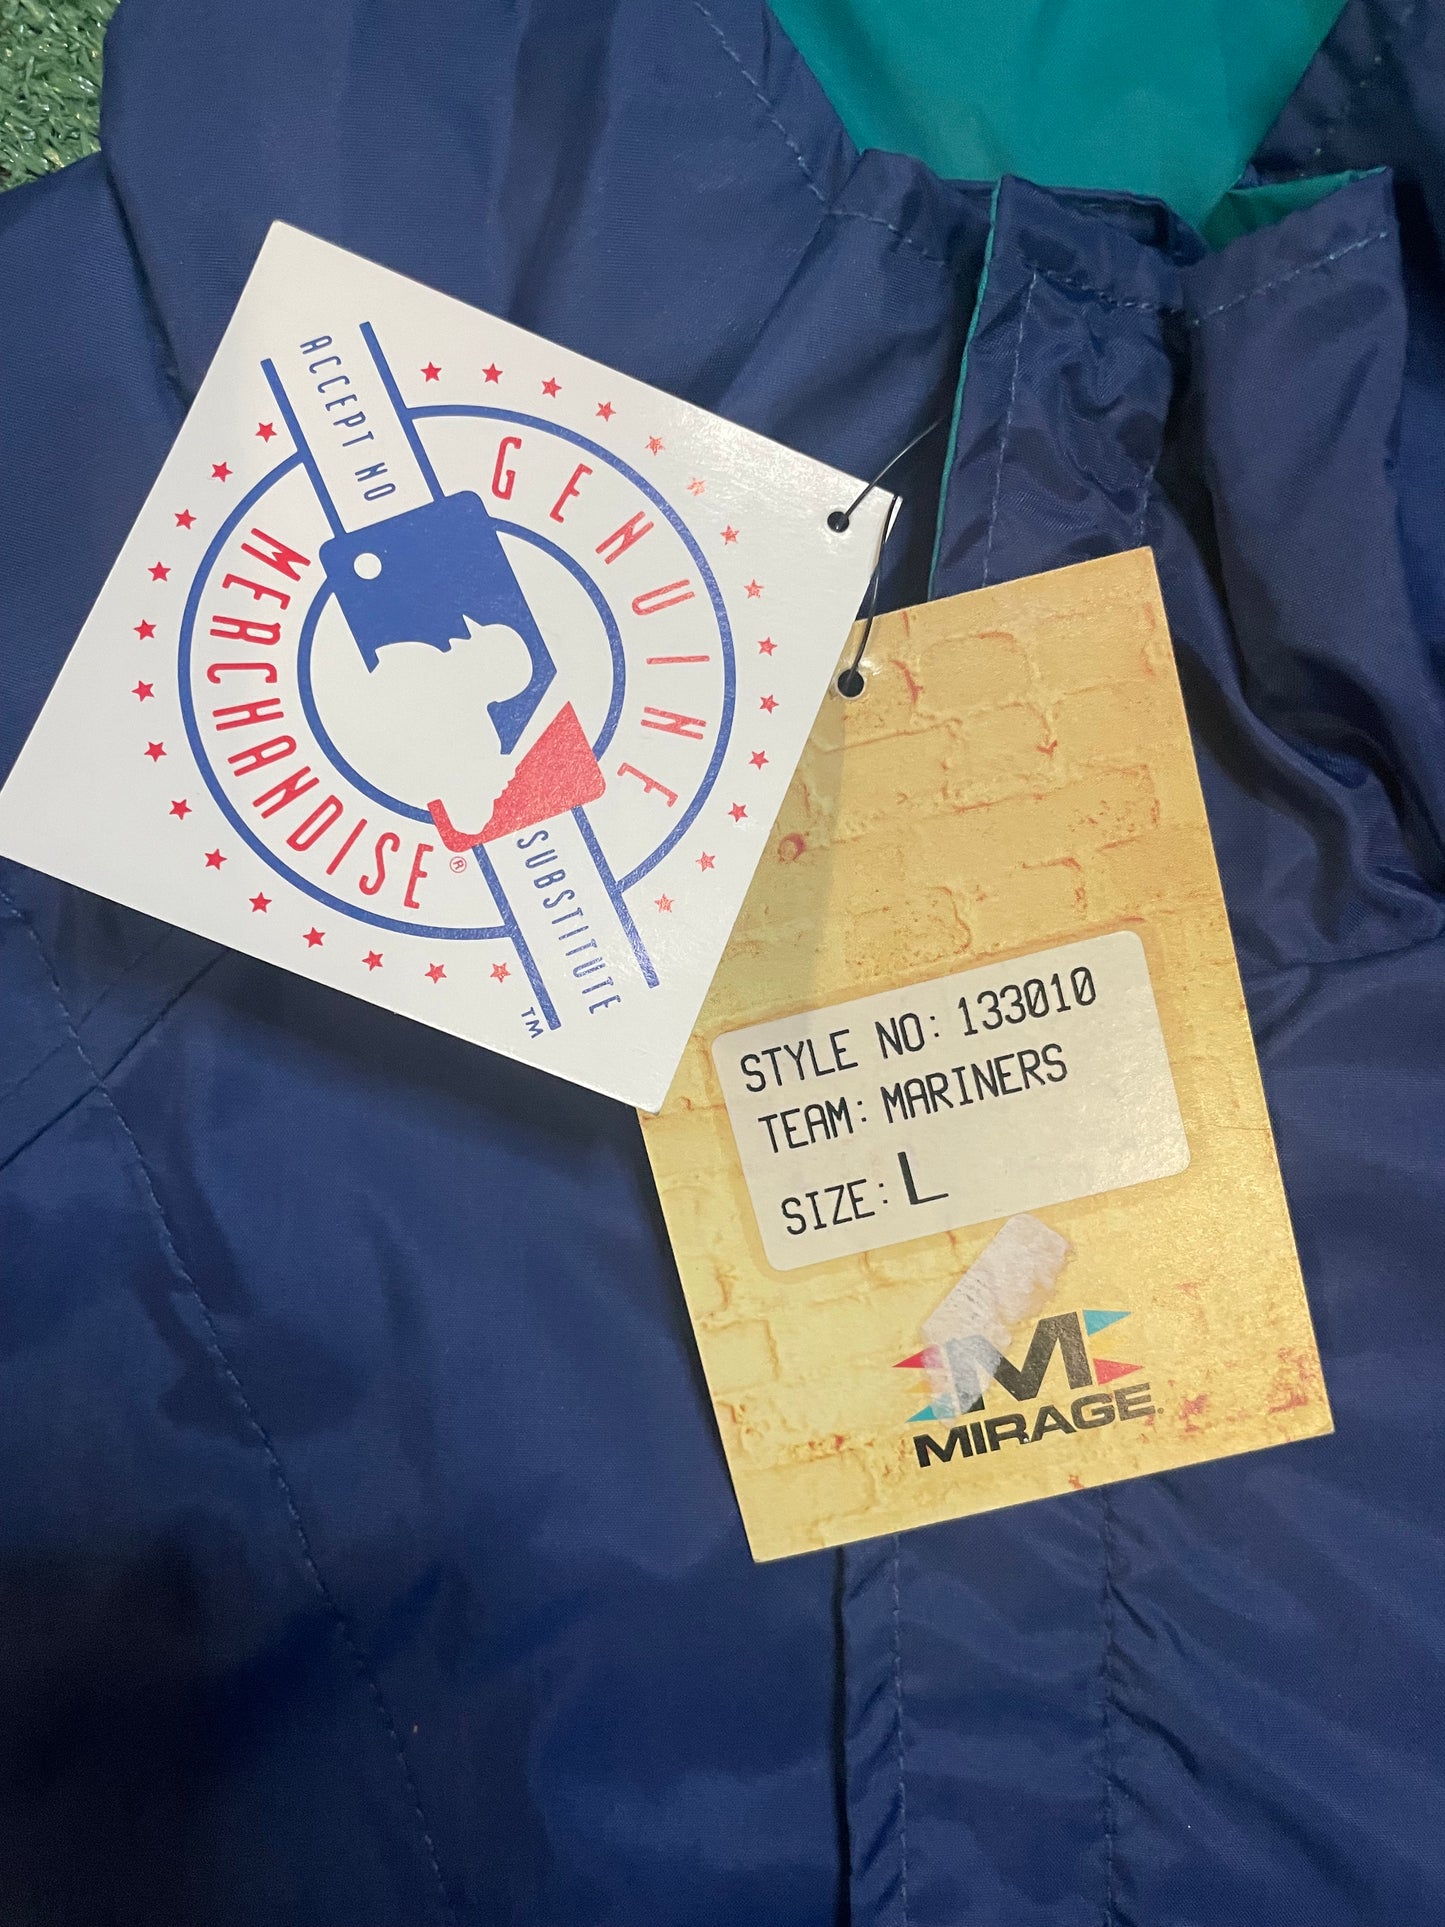 ACCEPT NO
GENUINE
MERCHANDISE®
SUBSTITUTE
TM
STYLE NO: 133010
TEAM: MARINERS
SIZE: L
M
MIRAGE®